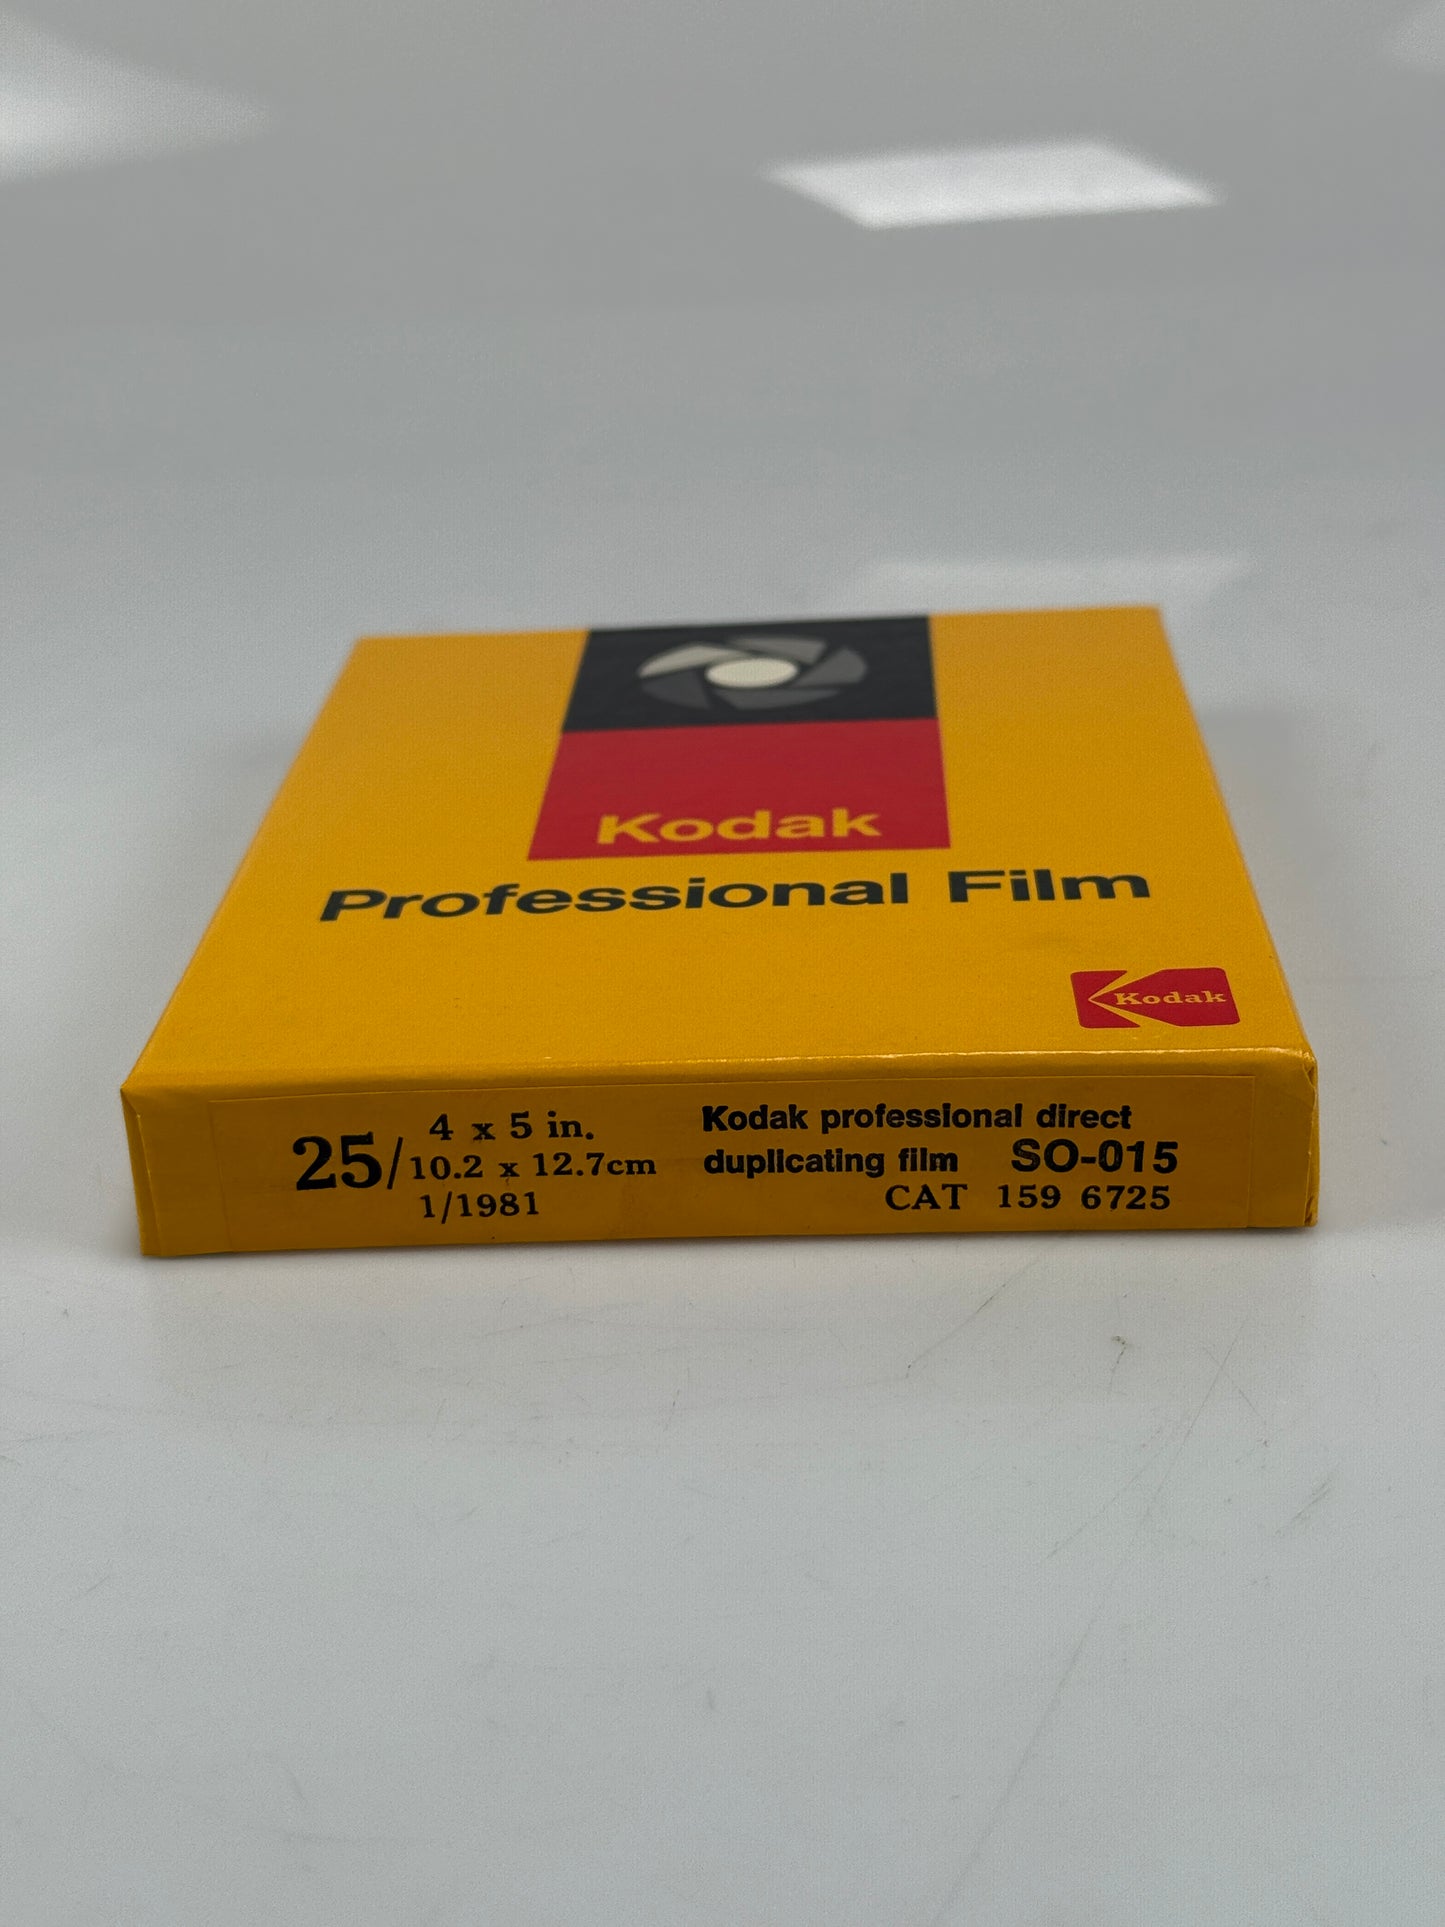 Kodak
Professional Film
Kodak
25/ 4 x 5 in.
10.2 x 12.7cm
1/1981
Kodak professional direct
duplicating film SO-015
CAT 159 6725